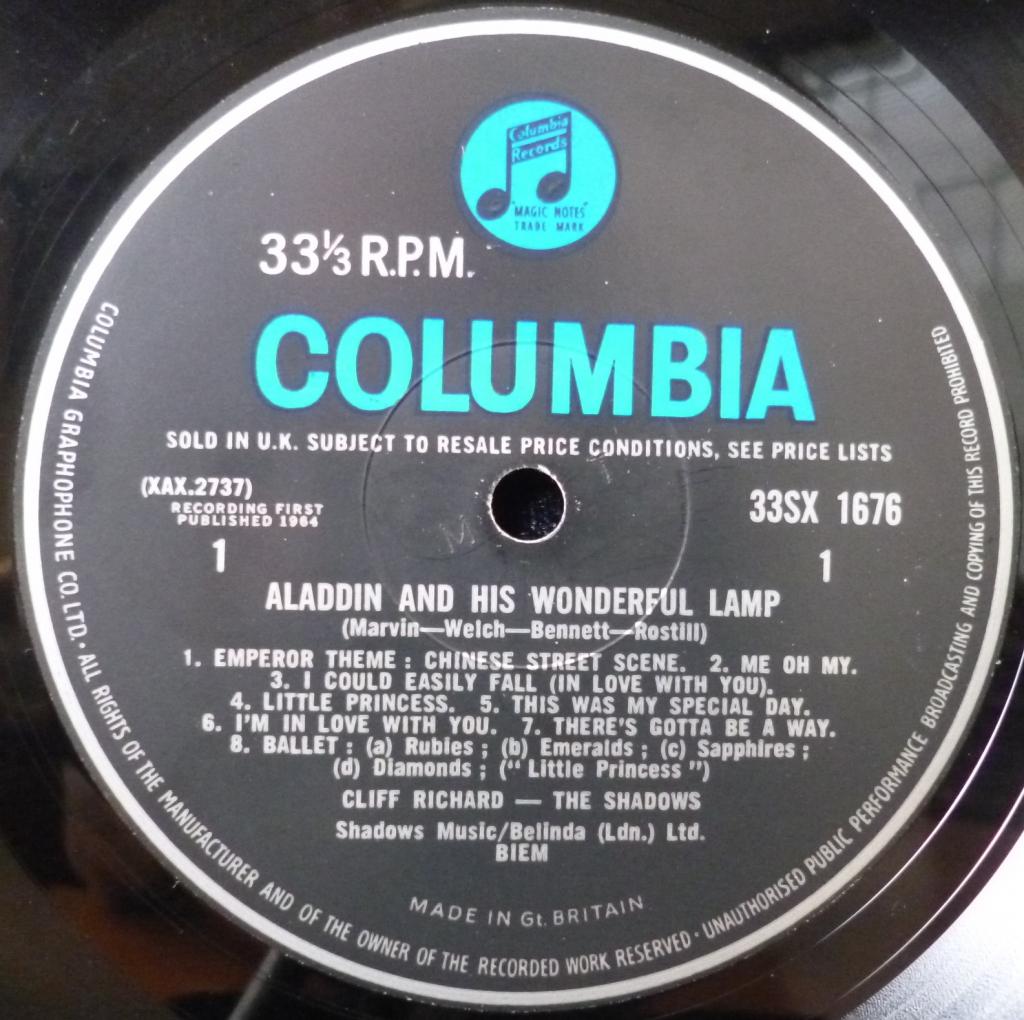 Columbia
Records
"MAGIC NOTES"
TRADE MARK
33⅓ R.P.M.
COLUMBIA
SOLD IN U.K. SUBJECT TO RESALE PRICE CONDITIONS, SEE PRICE LISTS
(XAX.2737)
RECORDING FIRST
PUBLISHED 1964
33SX 1676
1
1
ALADDIN AND HIS WONDERFUL LAMP
(Marvin—Welch—Bennett—Rostill)
1. EMPEROR THEME : CHINESE STREET SCENE. 2. ME OH MY.
3. I COULD EASILY FALL (IN LOVE WITH YOU).
4. LITTLE PRINCESS. 5. THIS WAS MY SPECIAL DAY.
6. I'M IN LOVE WITH YOU. 7. THERE'S GOTTA BE A WAY.
8. BALLET : (a) Rubies ; (b) Emeralds ; (c) Sapphires ;
(d) Diamonds ; (" Little Princess ")
CLIFF RICHARD — THE SHADOWS
Shadows Music/Belinda (Ldn.) Ltd.
BIEM
MADE IN Gt. BRITAIN
COLUMBIA GRAPHOPHONE CO. LTD. · ALL RIGHTS OF THE MANUFACTURER AND OF THE OWNER OF THE RECORDED WORK RESERVED · UNAUTHORISED PUBLIC PERFORMANCE BROADCASTING AND COPYING OF THIS RECORD PROHIBITED